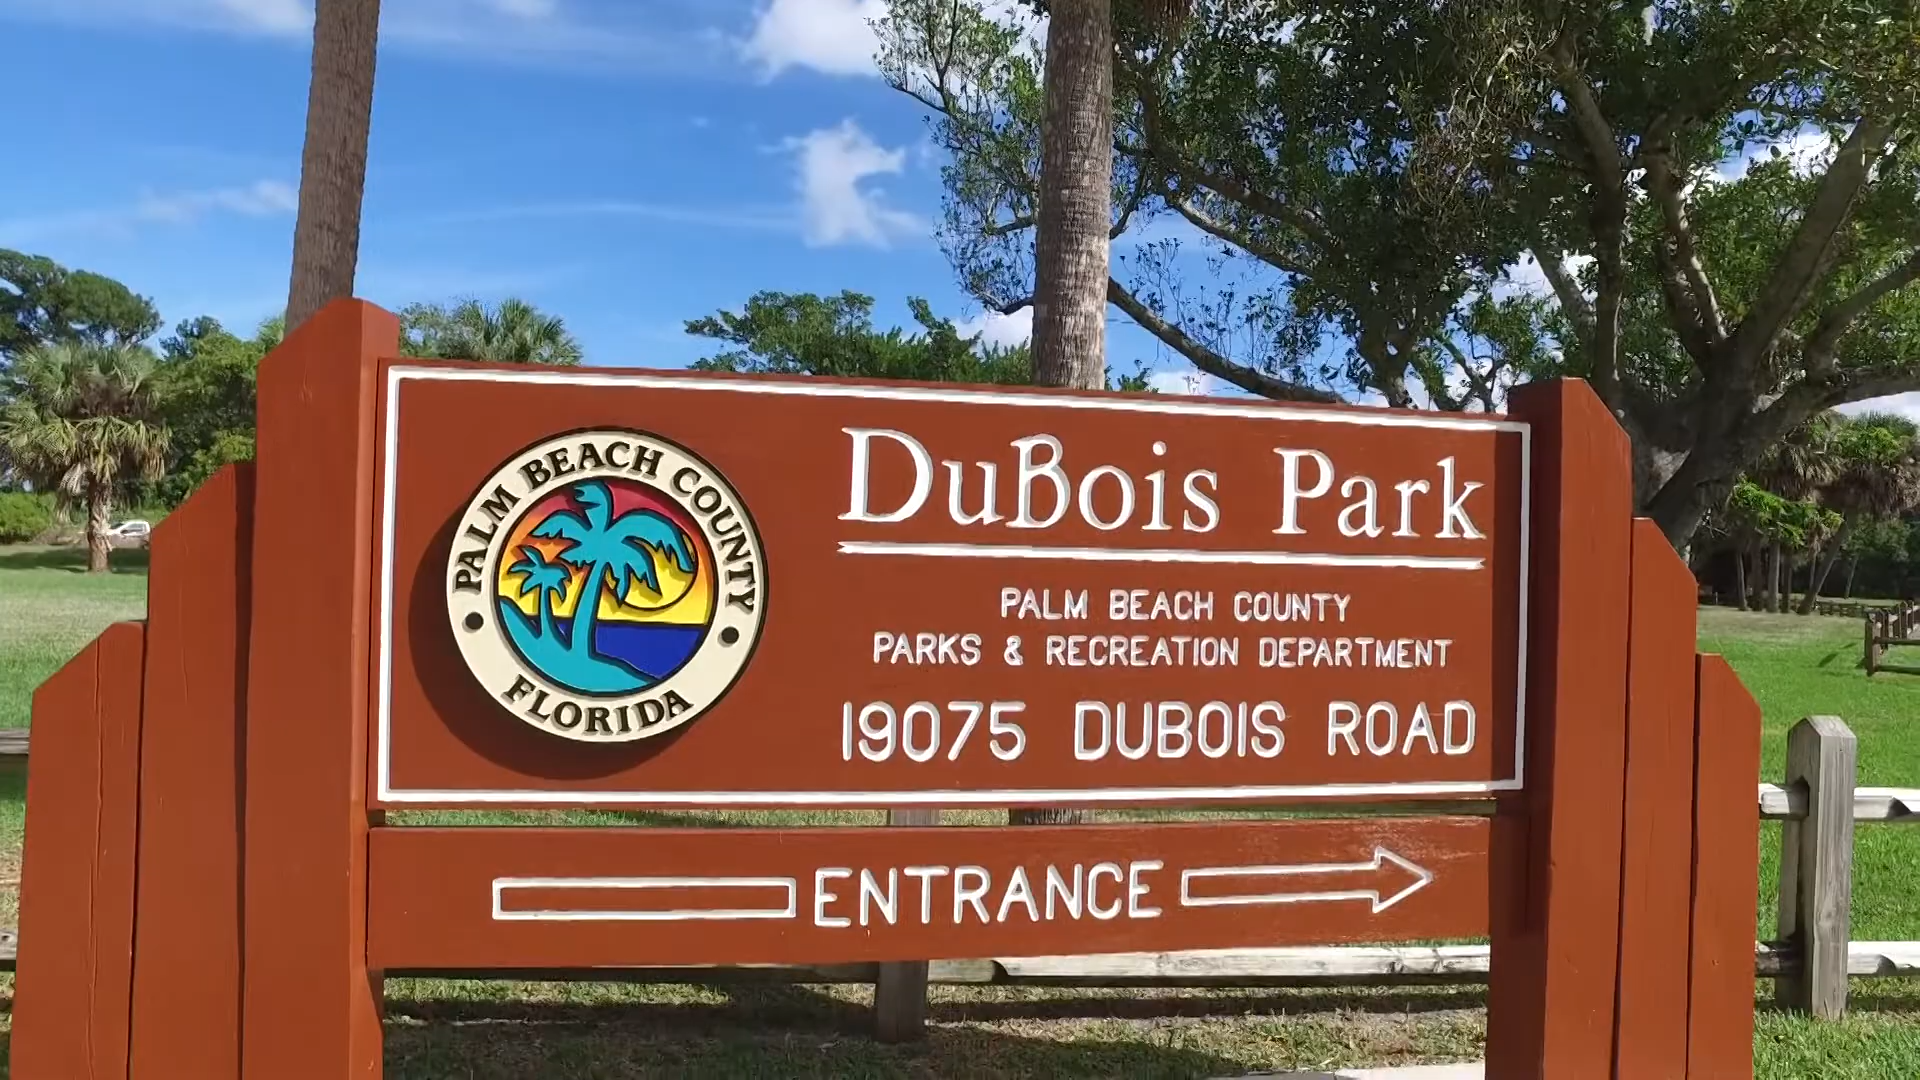 PALM BEACH COUNTY
FLORIDA
DuBois Park
PALM BEACH COUNTY
PARKS & RECREATION DEPARTMENT
19075 DUBOIS ROAD
ENTRANCE